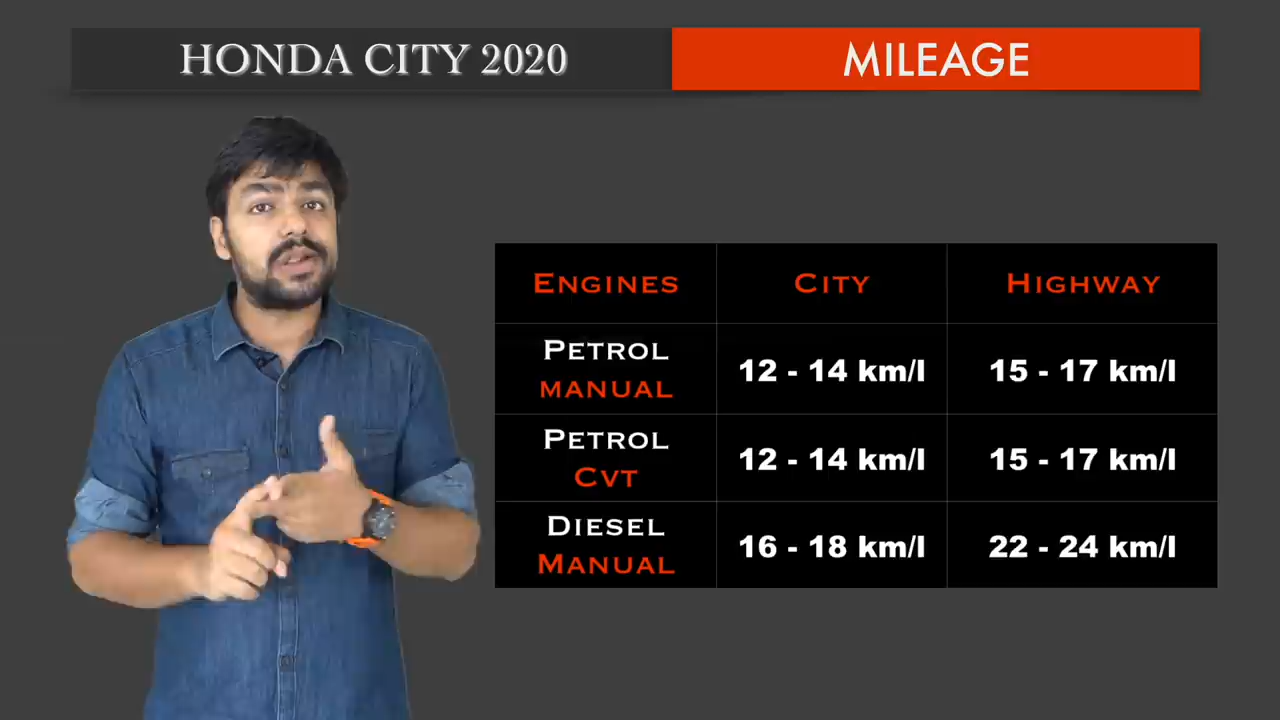 HONDA CITY 2020
MILEAGE
ENGINES CITY HIGHWAY
PETROL
MANUAL
12 - 14 km/l 15 - 17 km/l
PETROL
CVT
12 - 14 km/l 15 - 17 km/l
DIESEL
MANUAL
16 - 18 km/l 22 - 24 km/l